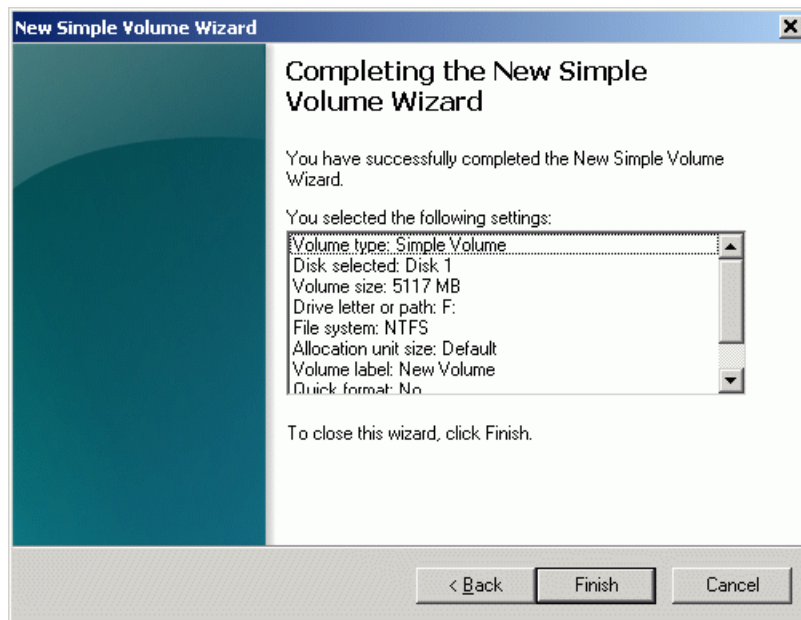 New Simple Volume Wizard
Completing the New Simple
Volume Wizard
You have successfully completed the New Simple Volume
Wizard.
You selected the following settings:
Volume type: Simple Volume
Disk selected: Disk 1
Volume size: 5117 MB
Drive letter or path: F:
File system: NTFS
Allocation unit size: Default
Volume label: New Volume
Quick format: No
To close this wizard, click Finish.
< Back
Finish
Cancel